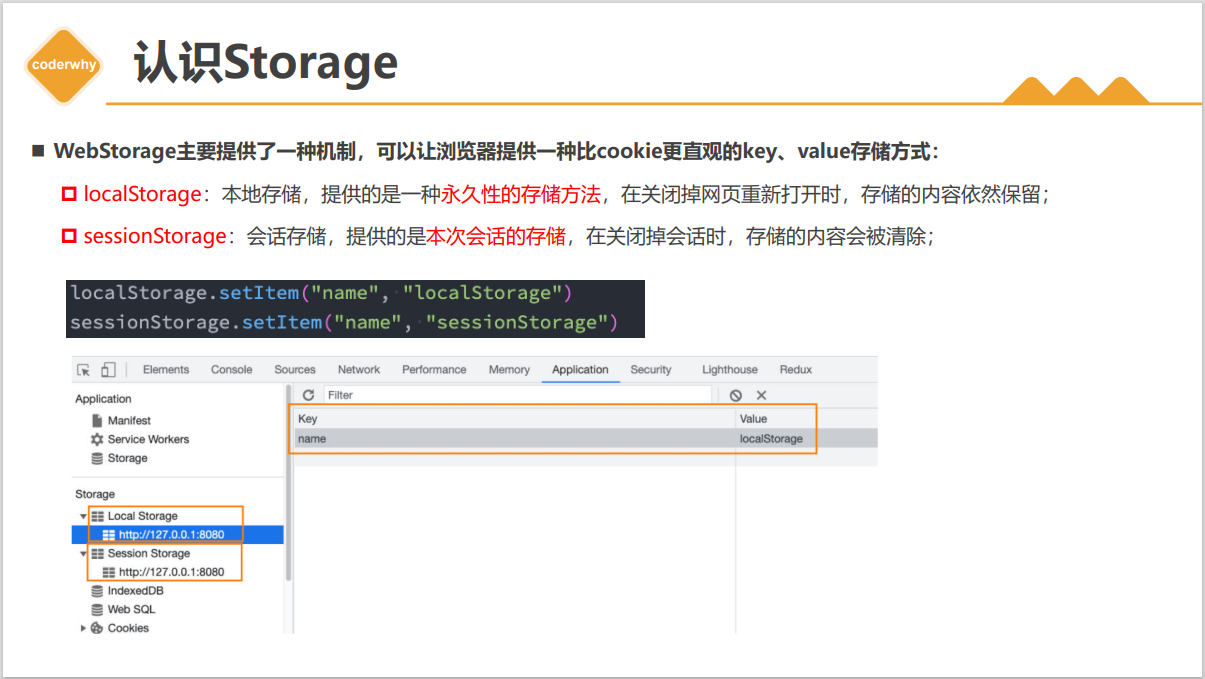 coderwhy
认识Storage
WebStorage主要提供了一种机制，可以让浏览器提供一种比cookie更直观的key、value存储方式：
localStorage：本地存储，提供的是一种永久性的存储方法，在关闭掉网页重新打开时，存储的内容依然保留；
sessionStorage：会话存储，提供的是本次会话的存储，在关闭掉会话时，存储的内容会被清除；
localStorage.setItem("name", "localStorage")
sessionStorage.setItem("name", "sessionStorage")
Elements Console Sources Network Performance Memory Application Security Lighthouse Redux
Application
Manifest
Service Workers
Storage
Storage
Local Storage
http://127.0.0.1:8080
Session Storage
http://127.0.0.1:8080
IndexedDB
Web SQL
Cookies
Filter
Key Value
name localStorage